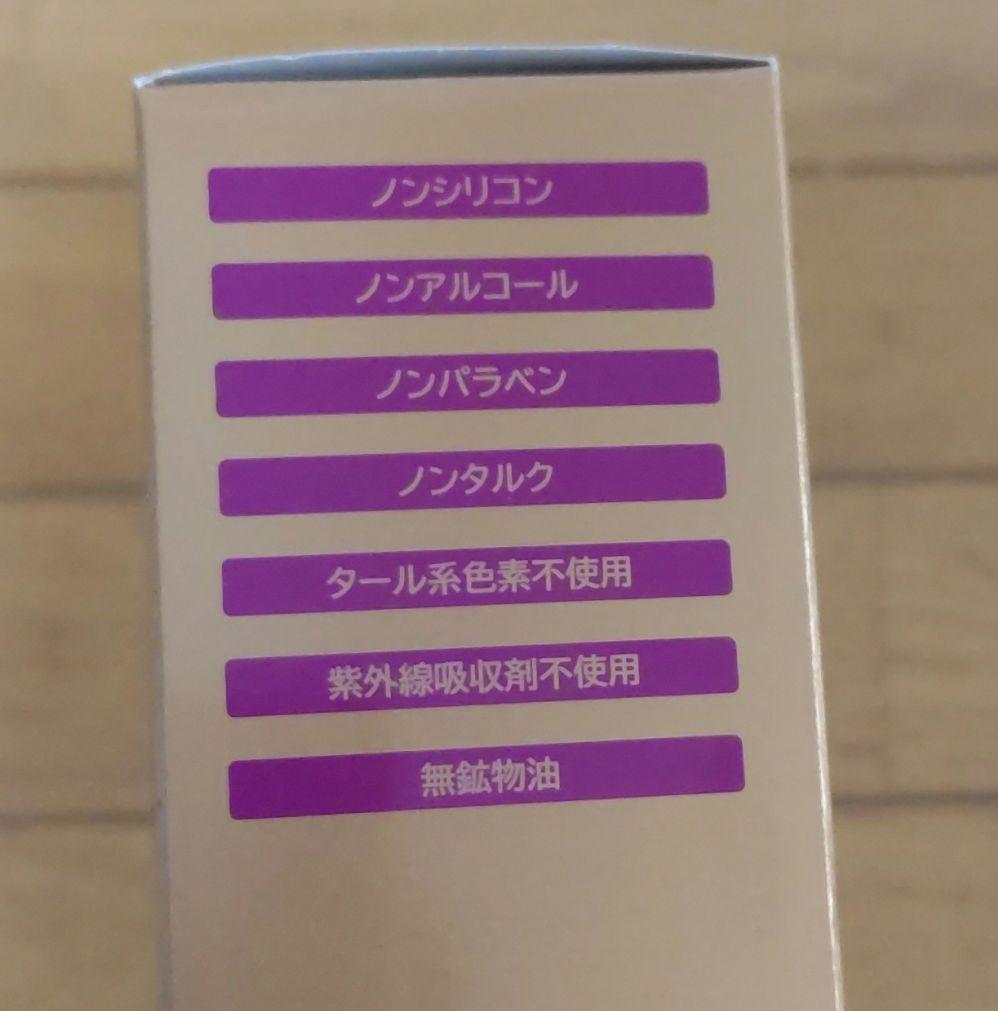 ノンシリコン
ノンアルコール
ノンパラベン
ノンタルク
タール系色素不使用
紫外線吸収剤不使用
無鉱物油